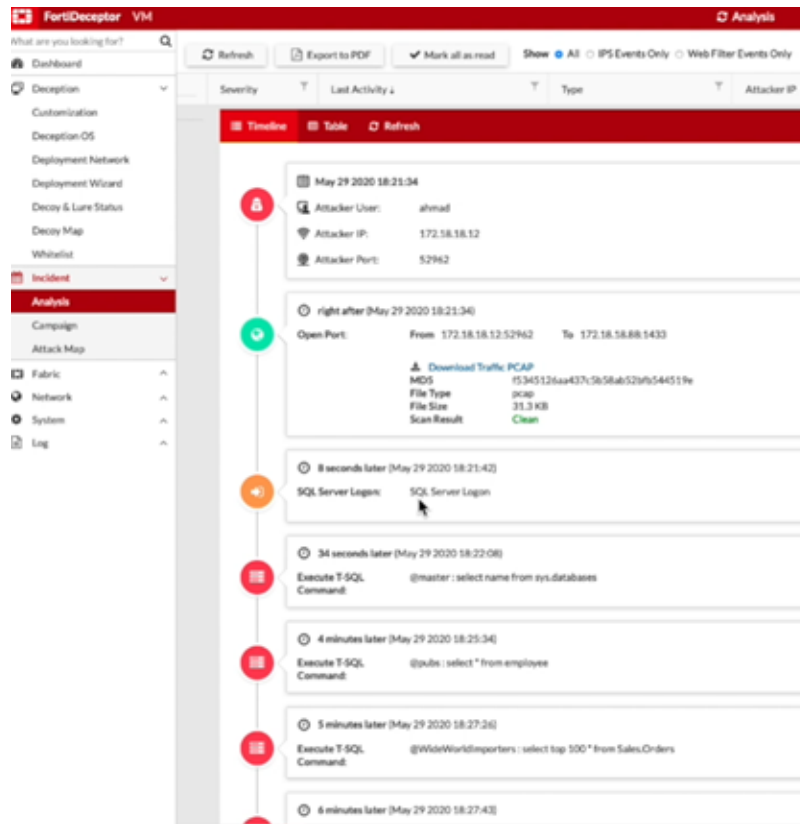 FortiDeceptor VM
Analysis
What are you looking for?
Dashboard
Deception
Customization
Deception OS
Deployment Network
Deployment Wizard
Decoy & Lure Status
Decoy Map
Whitelist
Incident
Analysis
Campaign
Attack Map
Fabric
Network
System
Log
Refresh
Export to PDF
Mark all as read
Show All IPS Events Only Web Filter Events Only
Severity
Last Activity
Type
Attacker IP
Timeline
Table
Refresh
May 29 2020 18:21:34
Attacker User: ahmad
Attacker IP: 172.18.18.12
Attacker Port: 52962
right after (May 29 2020 18:21:34)
Open Port: From 172.18.18.12:52962 To 172.18.18.88:1433
Download Traffic PCAP
MD5
File Type pcap
File Size 31.3 KB
Scan Result Clean
8 seconds later (May 29 2020 18:21:42)
SQL Server Logon: SQL Server Logon
34 seconds later (May 29 2020 18:22:08)
Execute T-SQL @master : select name from sys.databases
Command:
4 minutes later (May 29 2020 18:25:34)
Execute T-SQL @pubs : select * from employee
Command:
5 minutes later (May 29 2020 18:27:26)
Execute T-SQL @WideWorldImporters : select top 100 * from Sales.Orders
Command:
6 minutes later (May 29 2020 18:27:43)